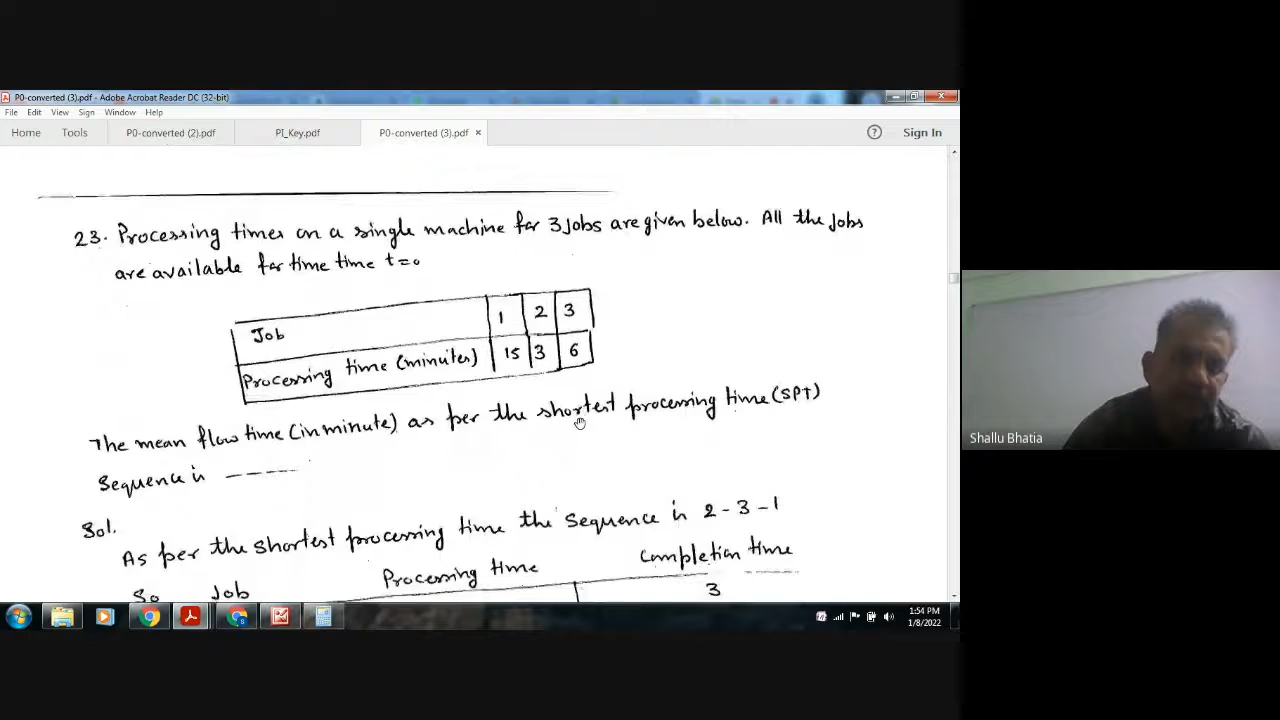 P0-converted (3).pdf - Adobe Acrobat Reader DC (32-bit)
File Edit View Sign Window Help
Home Tools P0-converted (2).pdf PI_Key.pdf P0-converted (3).pdf × ? Sign In
23. Processing times on a single machine for 3 Jobs are given below. All the Jobs
are available for time time t=0
Job 1 2 3
Processing time (minutes) 15 3 6
The mean flow time (in minute) as per the shortest processing time (SPT)
Sequence is ----
Sol.
As per the shortest processing time the sequence is 2-3-1
So Job Processing time Completion time
3
Shallu Bhatia
1:54 PM
1/8/2022